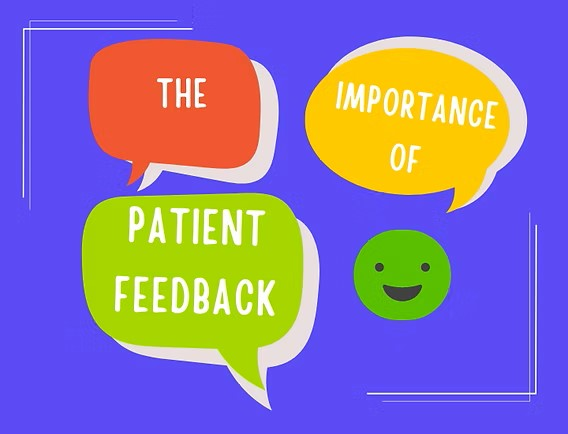 THE
IMPORTANCE
OF
PATIENT
FEEDBACK